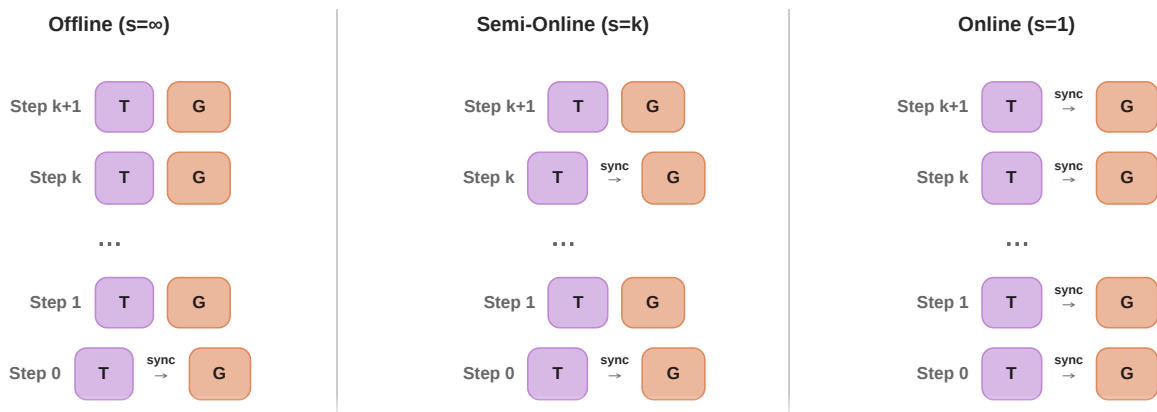 Offline (s=∞)
Step k+1 T G
Step k T G
...
Step 1 T G
Step 0 T sync → G
Semi-Online (s=k)
Step k+1 T G
Step k T sync → G
...
Step 1 T G
Step 0 T sync → G
Online (s=1)
Step k+1 T sync → G
Step k T sync → G
...
Step 1 T sync → G
Step 0 T sync → G